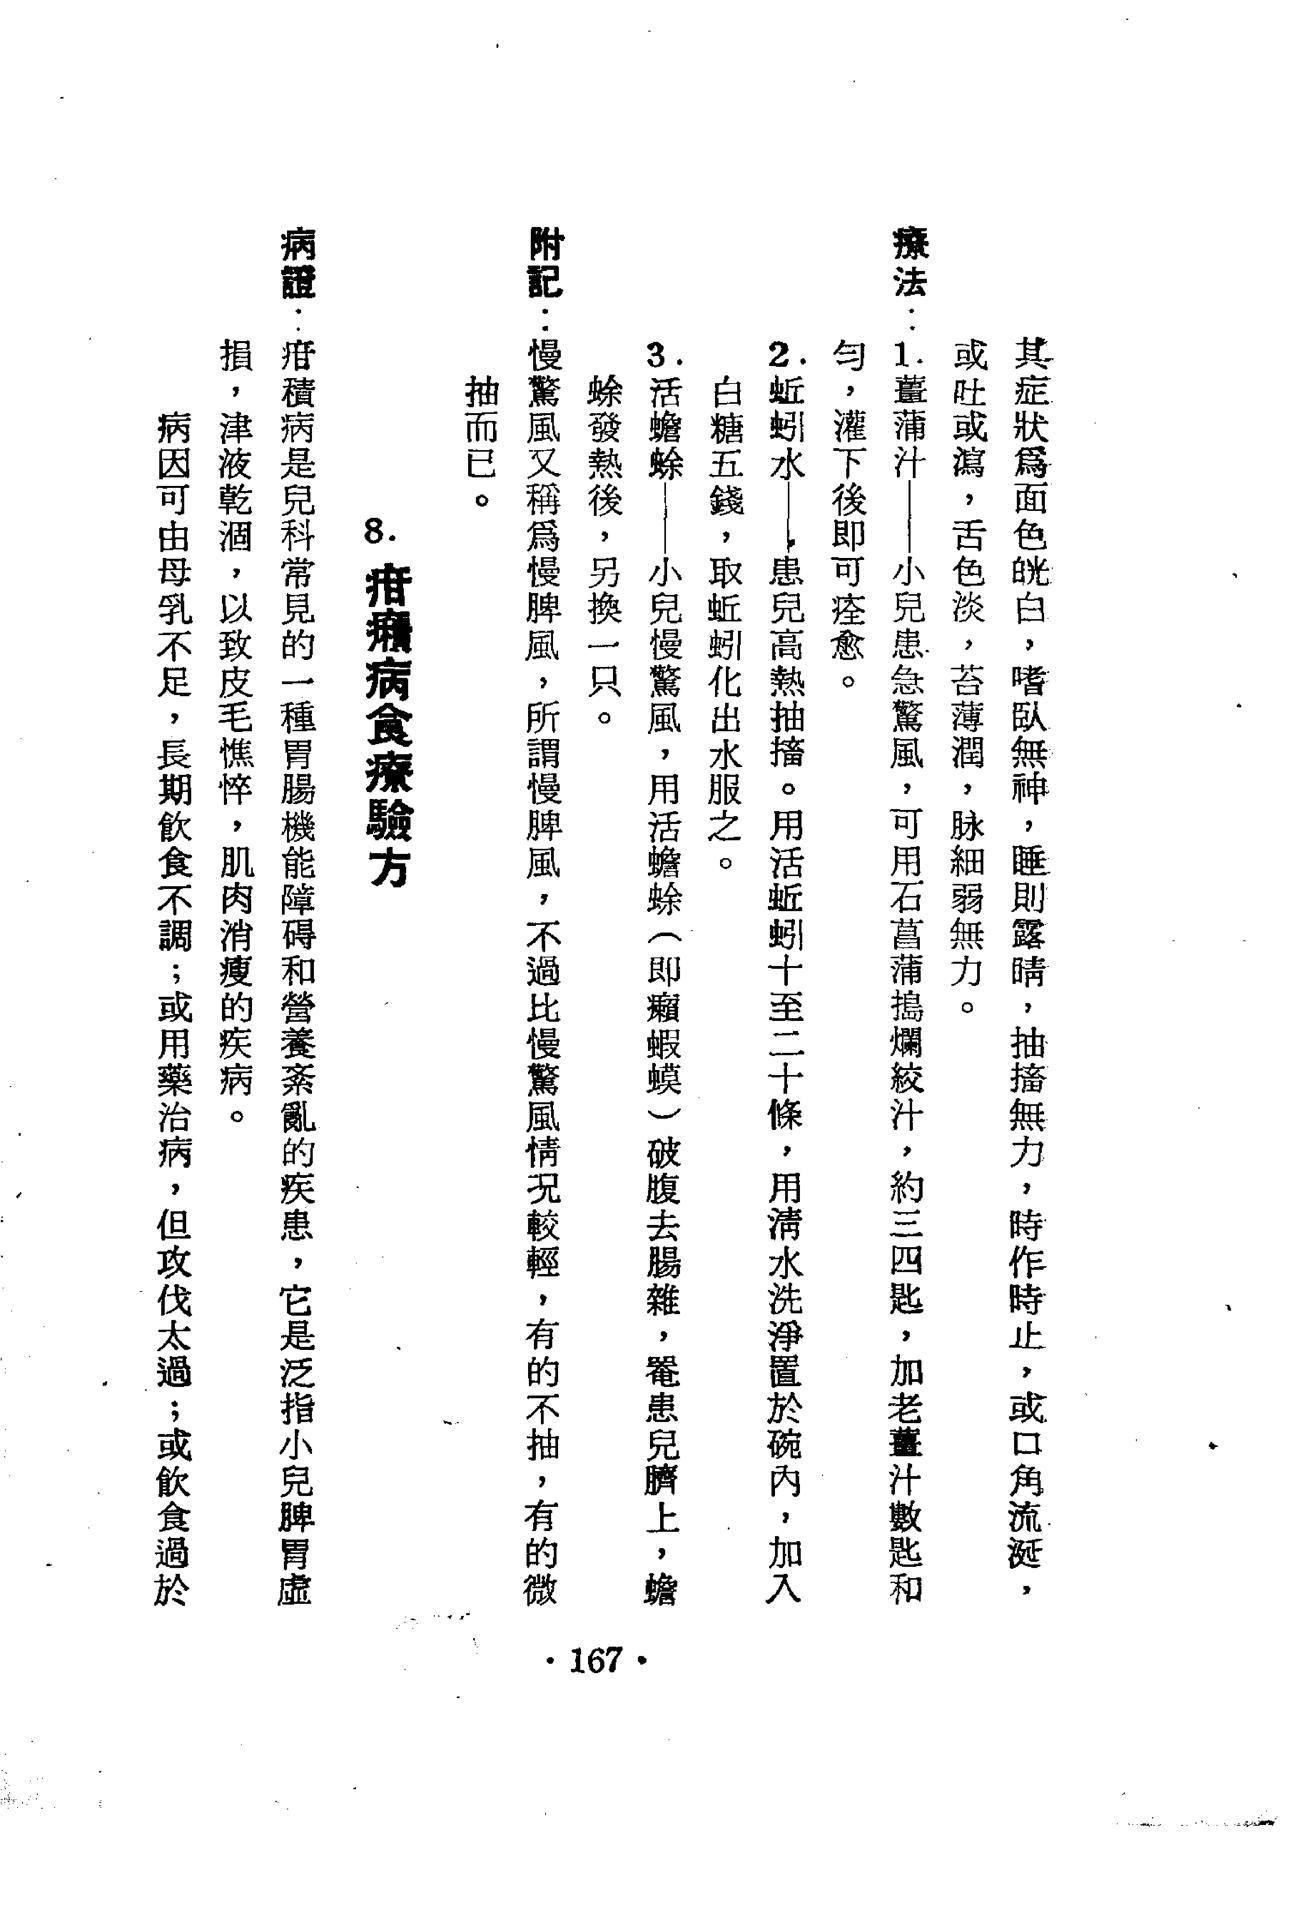 其症狀爲面色㿠白，嗜臥無神，睡則露睛，抽搐無力，時作時止，或口角流涎，
或吐或瀉，舌色淡，苔薄潤，脉細弱無力。
療法：1.薑蒲汁——小兒患急驚風，可用石菖蒲搗爛絞汁，約三四匙，加老薑汁數匙和
勻，灌下後即可痊愈。
2.蚯蚓水——患兒高熱抽搐。用活蚯蚓十至二十條，用淸水洗淨置於碗內，加入
白糖五錢，取蚯蚓化出水服之。
3.活蟾蜍——小兒慢驚風，用活蟾蜍（即癩蝦蟆）破腹去腸雜，罨患兒臍上，蟾
蜍發熱後，另換一只。
附記：慢驚風又稱爲慢脾風，所謂慢脾風，不過比慢驚風情况較輕，有的不抽，有的微
抽而已。
8.疳癪病食療驗方
病證：疳積病是兒科常見的一種胃腸機能障碍和營養紊亂的疾患，它是泛指小兒脾胃虛
損，津液乾涸，以致皮毛憔悴，肌肉消瘦的疾病。
病因可由母乳不足，長期飲食不調；或用藥治病，但攻伐太過；或飲食過於
·167·